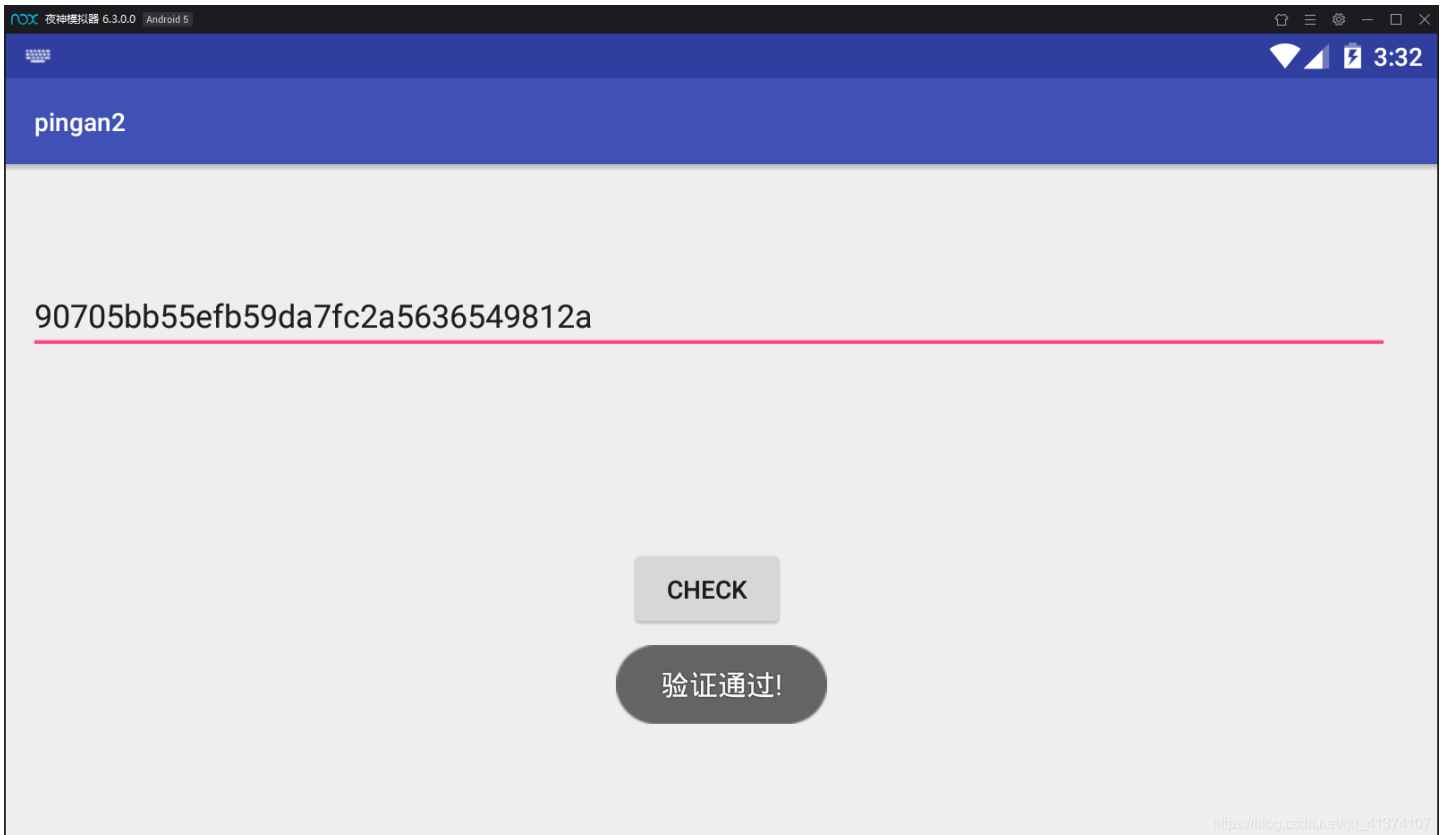 nox 夜神模拟器 6.3.0.0 Android 5
3:32
pingan2
90705bb55efb59da7fc2a5636549812a
CHECK
验证通过!
https://blog.csdn.net/qq_41374107